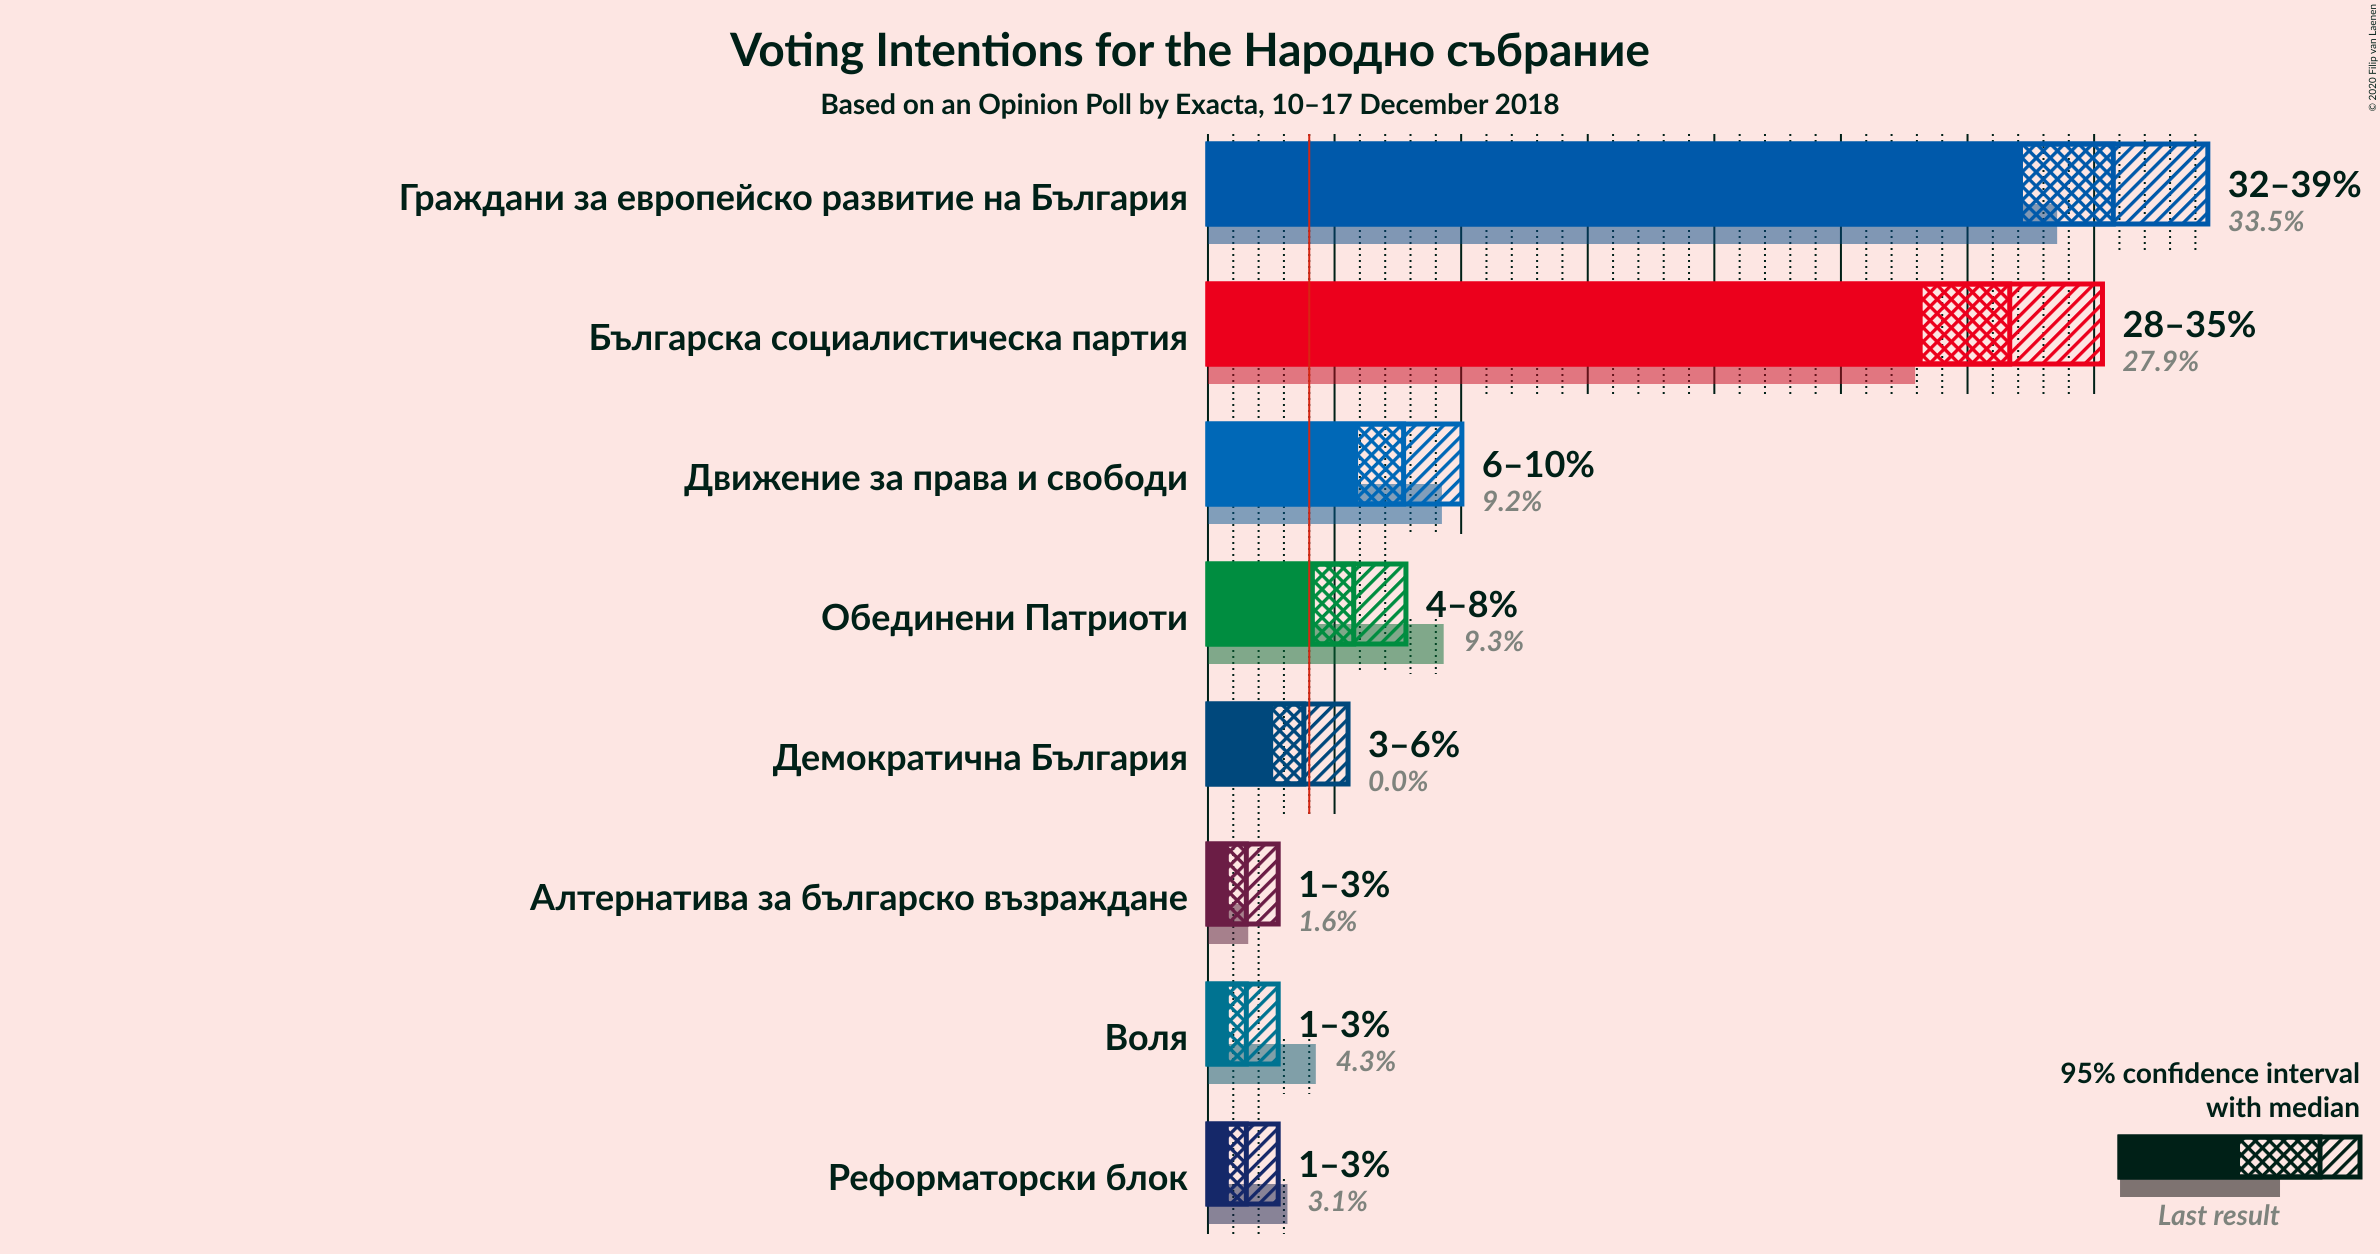 Voting Intentions for the Народно събрание
Based on an Opinion Poll by Exacta, 10–17 December 2018
© 2020 Filip van Laenen
Граждани за европейско развитие на България
32–39%
33.5%
Българска социалистическа партия
28–35%
27.9%
Движение за права и свободи
6–10%
9.2%
Обединени Патриоти
4–8%
9.3%
Демократична България
3–6%
0.0%
Алтернатива за българско възраждане
1–3%
1.6%
Воля
1–3%
4.3%
Реформаторски блок
1–3%
3.1%
95% confidence interval
with median
Last result